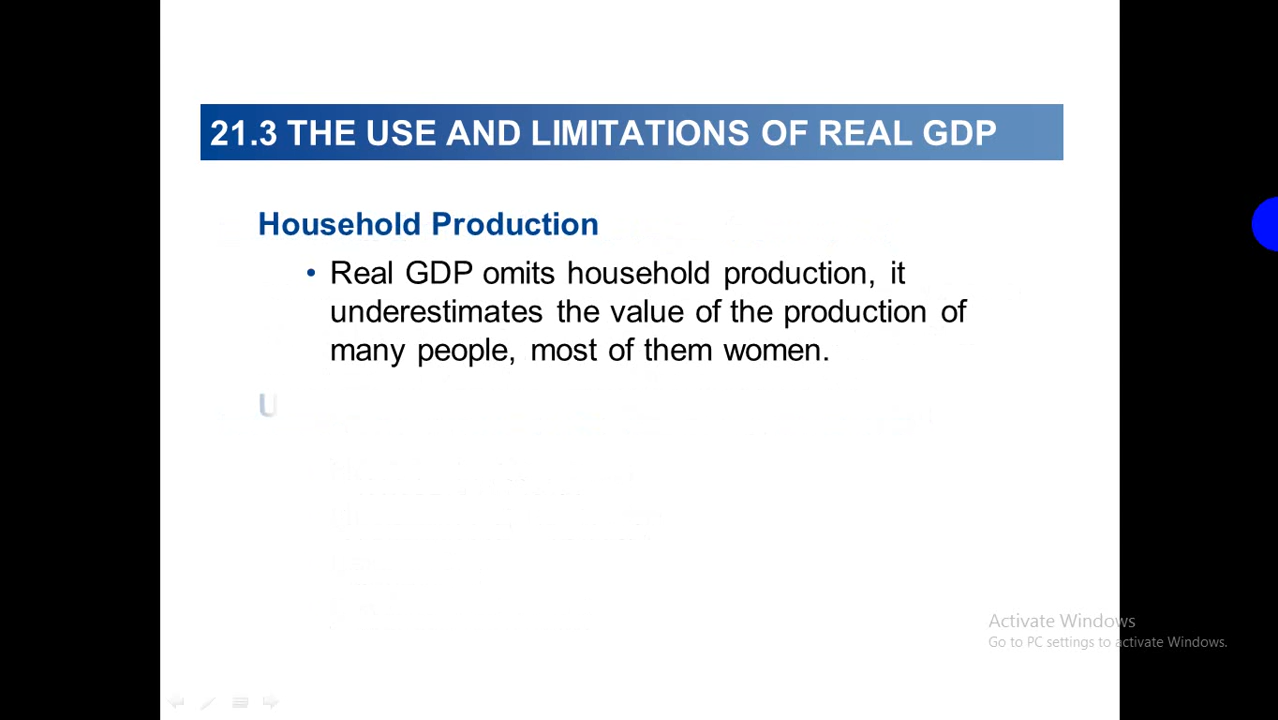 21.3 THE USE AND LIMITATIONS OF REAL GDP
Household Production
• Real GDP omits household production, it
underestimates the value of the production of
many people, most of them women.
U
Activate Windows
Go to PC settings to activate Windows.